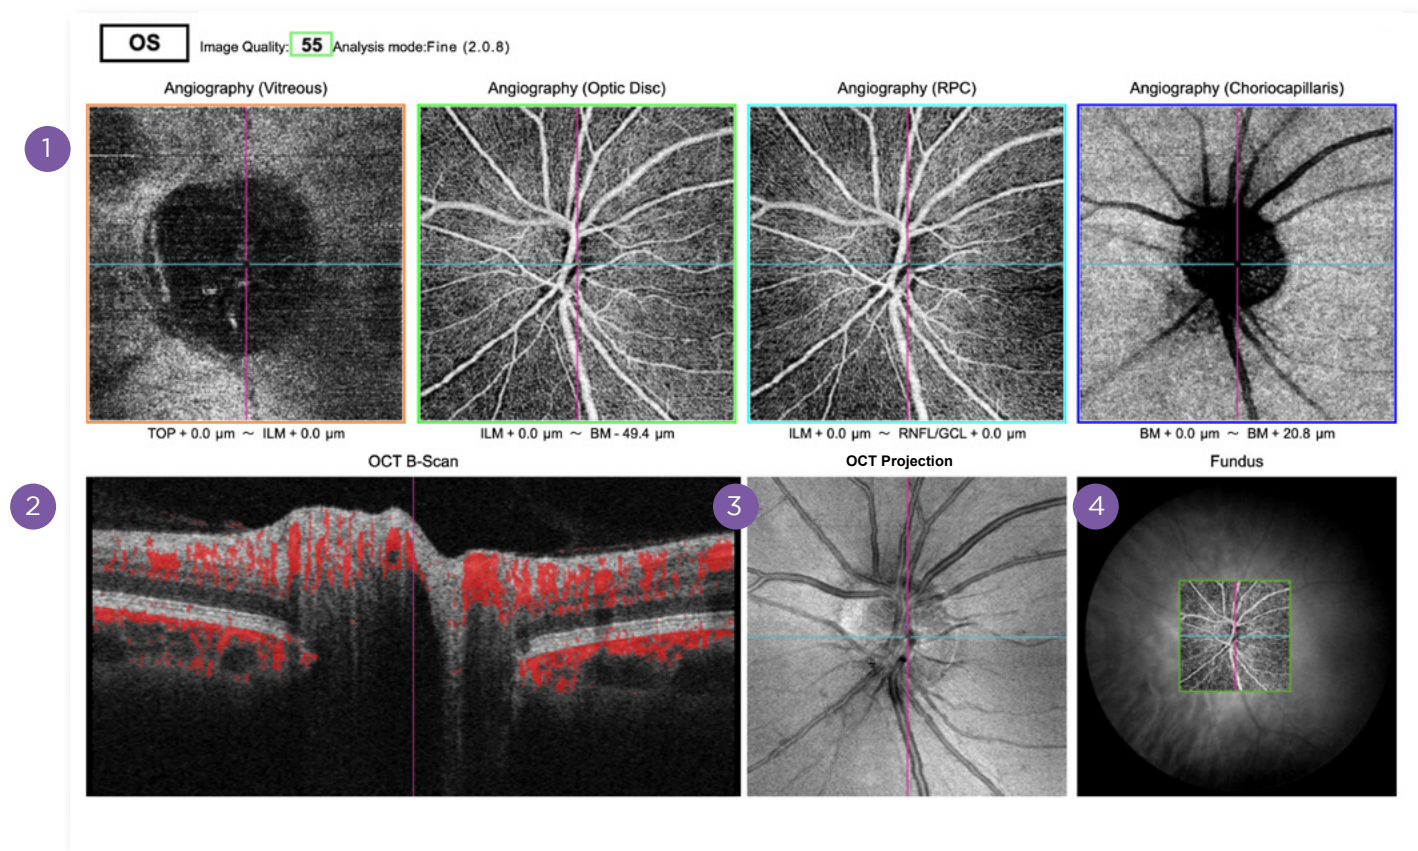 OS
Image Quality: 55 Analysis mode:Fine (2.0.8)
Angiography (Vitreous)
Angiography (Optic Disc)
Angiography (RPC)
Angiography (Choriocapillaris)
1
TOP + 0.0 µm ～ ILM + 0.0 µm
ILM + 0.0 µm ～ BM - 49.4 µm
ILM + 0.0 µm ～ RNFL/GCL + 0.0 µm
BM + 0.0 µm ～ BM + 20.8 µm
OCT B-Scan
OCT Projection
Fundus
2
3
4